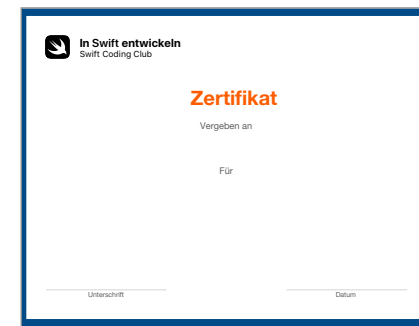 In Swift entwickeln
Swift Coding Club
Zertifikat
Vergeben an
Für
Unterschrift
Datum